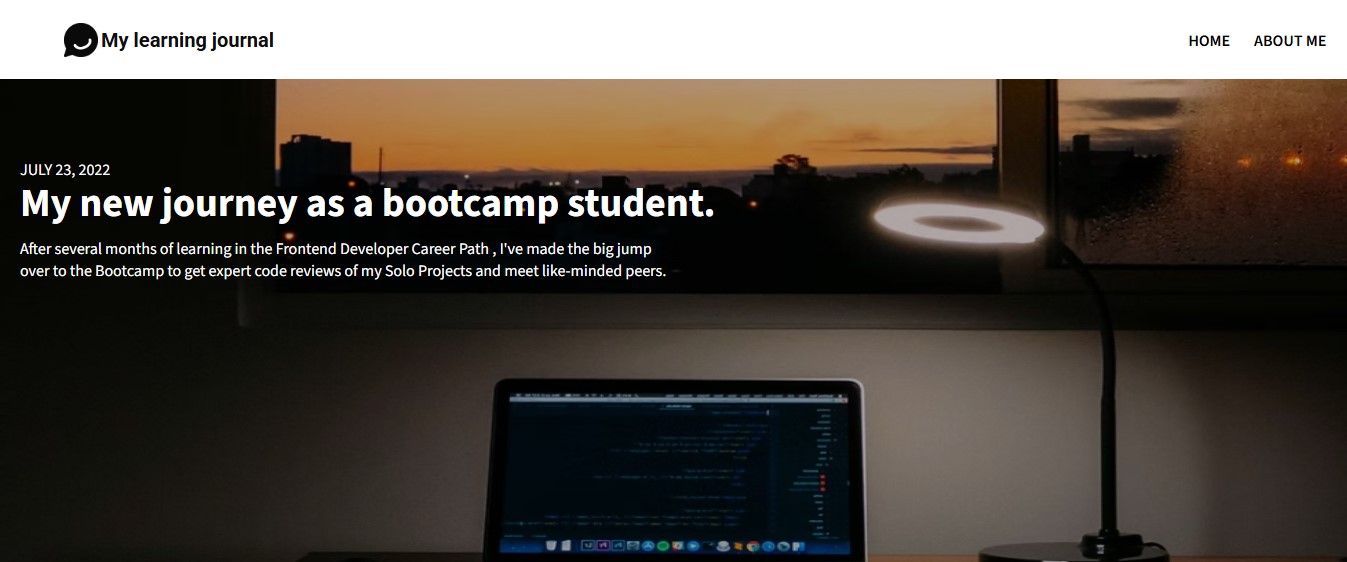 My learning journal
HOME
ABOUT ME
JULY 23, 2022
My new journey as a bootcamp student.
After several months of learning in the Frontend Developer Career Path , I've made the big jump
over to the Bootcamp to get expert code reviews of my Solo Projects and meet like-minded peers.